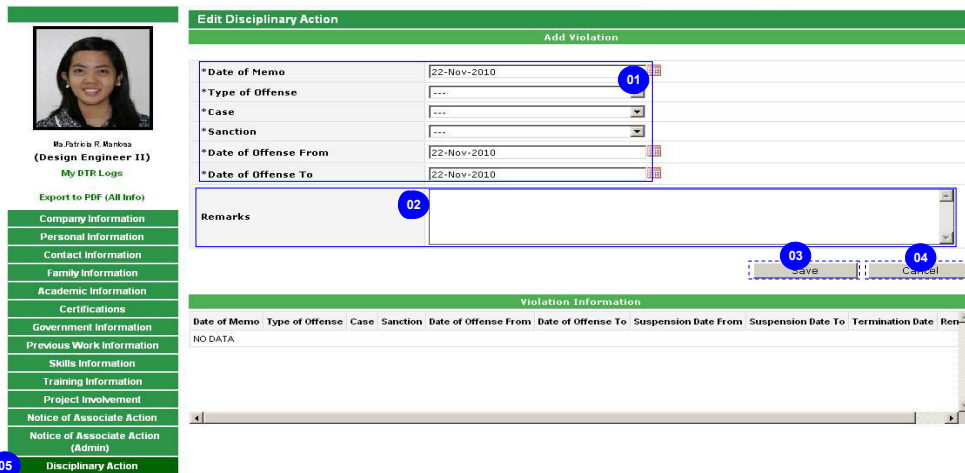 Edit Disciplinary Action
Add Violation
*Date of Memo 22-Nov-2010
01
*Type of Offense ---
*Case ---
*Sanction ---
*Date of Offense From 22-Nov-2010
*Date of Offense To 22-Nov-2010
02
Remarks
03 04
Save Cancel
Violation Information
Date of Memo Type of Offense Case Sanction Date of Offense From Date of Offense To Suspension Date From Suspension Date To Termination Date
NO DATA
Ma.Patricia R. Manlosa
(Design Engineer II)
My DTR Logs
Export to PDF (All Info)
Company Information
Personal Information
Contact Information
Family Information
Academic Information
Certifications
Government Information
Previous Work Information
Skills Information
Training Information
Project Involvement
Notice of Associate Action
Notice of Associate Action
(Admin)
05 Disciplinary Action